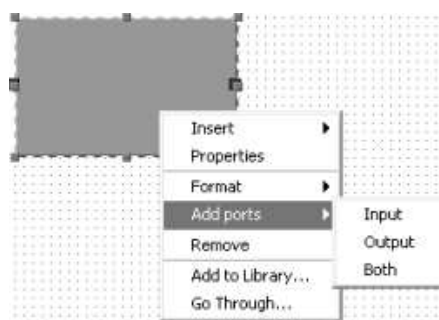 Insert
Properties
Format
Add ports
Remove
Add to Library...
Go Through...
Input
Output
Both